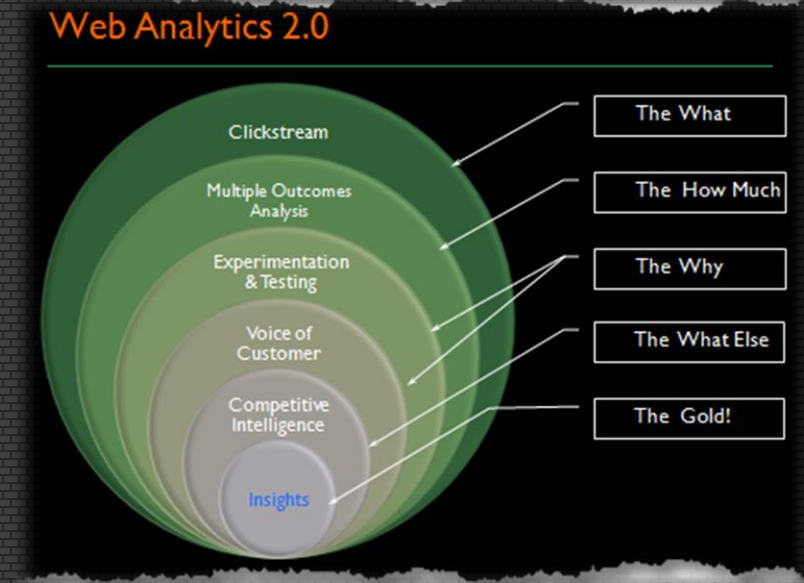 Web Analytics 2.0
Clickstream
Multiple Outcomes
Analysis
Experimentation
& Testing
Voice of
Customer
Competitive
Intelligence
Insights
The What
The How Much
The Why
The What Else
The Gold!